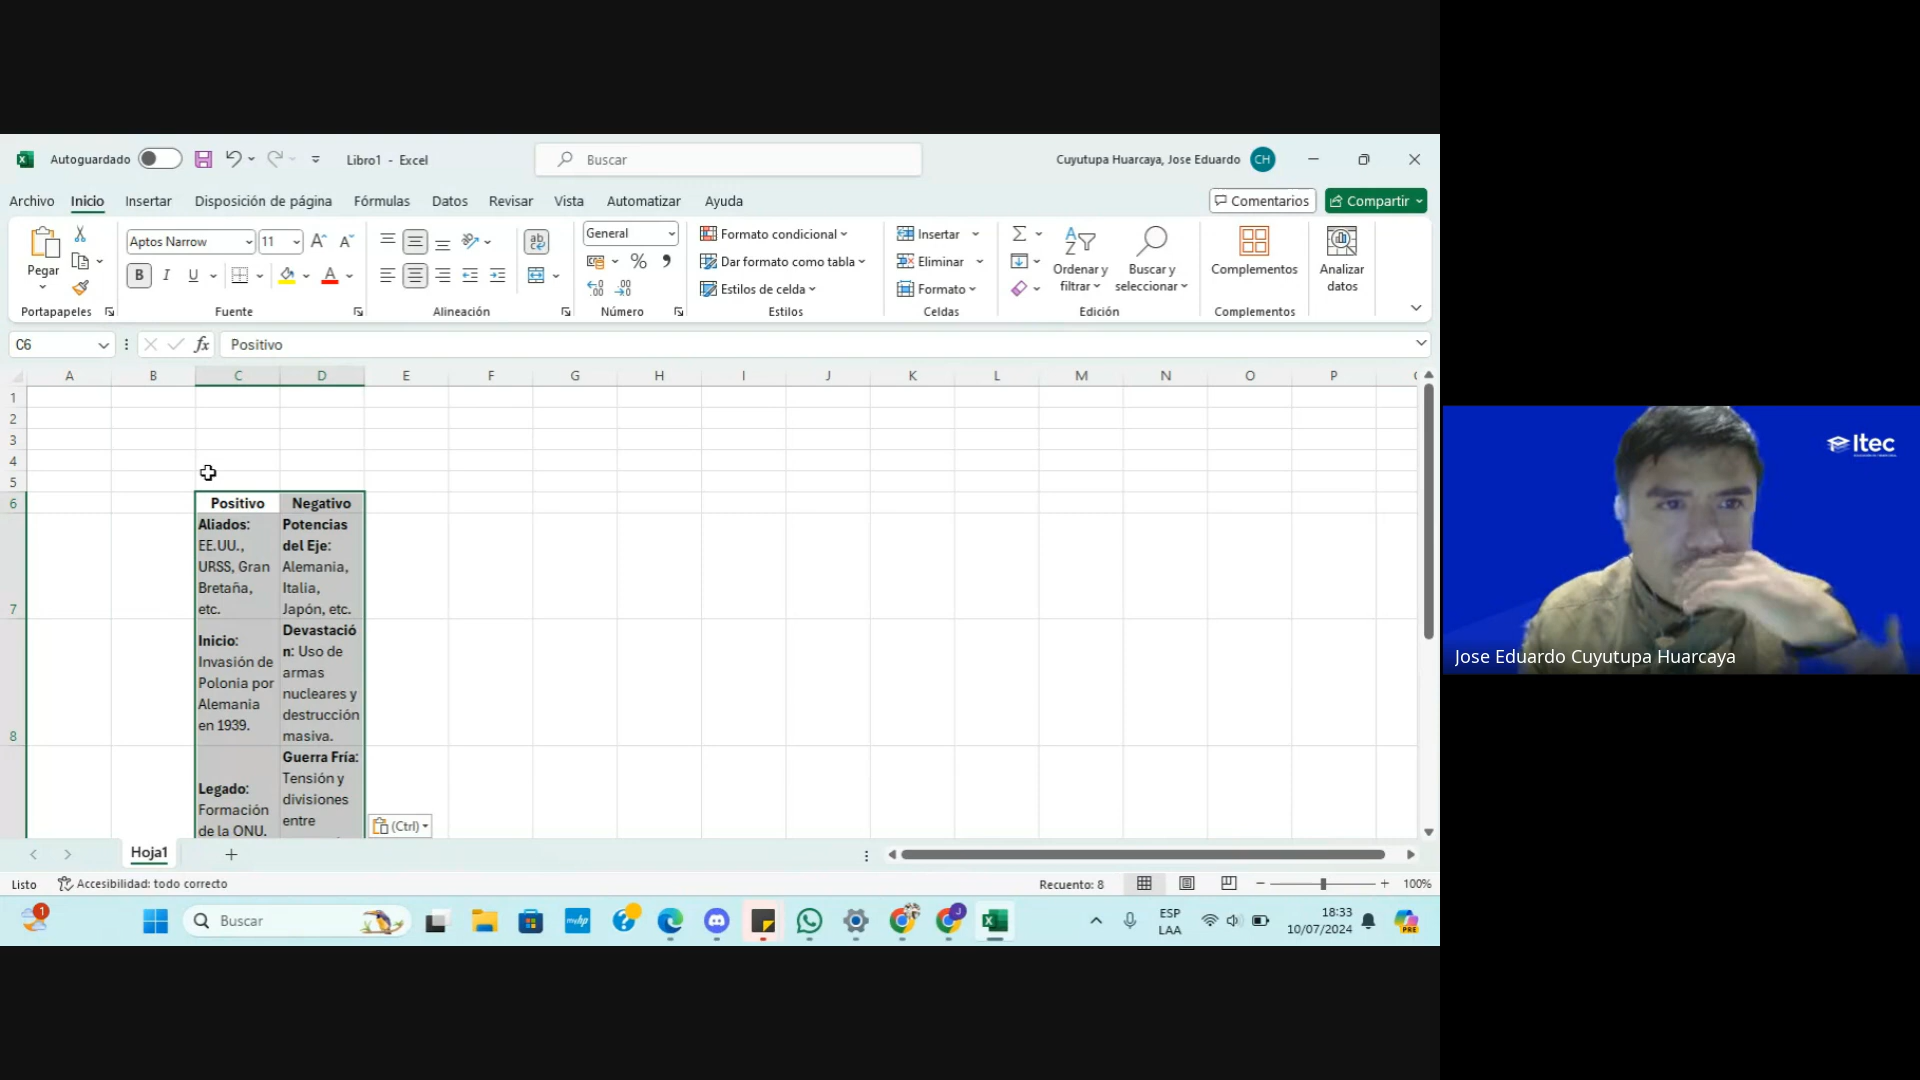 Autoguardado
Libro1 - Excel
Buscar
Cuyutupa Huarcaya, Jose Eduardo CH
Archivo Inicio Insertar Disposición de página Fórmulas Datos Revisar Vista Automatizar Ayuda
Comentarios Compartir
Pegar
Portapapeles
Aptos Narrow 11
Fuente
Alineación
General
Número
Formato condicional
Dar formato como tabla
Estilos de celda
Estilos
Insertar
Eliminar
Formato
Celdas
Ordenar y
filtrar
Buscar y
seleccionar
Edición
Complementos
Complementos
Analizar
datos
C6
fx Positivo
A B C D E F G H I J K L M N O P
1
2
3
4
5
6
7
8
Positivo
Negativo
Aliados:
EE.UU.,
URSS, Gran
Bretaña,
etc.
Potencias
del Eje:
Alemania,
Italia,
Japón, etc.
Inicio:
Invasión de
Polonia por
Alemania
en 1939.
Devastació
n: Uso de
armas
nucleares y
destrucción
masiva.
Legado:
Formación
de la ONU.
Guerra Fría:
Tensión y
divisiones
entre
(Ctrl)
Hoja1
Listo
Accesibilidad: todo correcto
Recuento: 8
100%
1
Buscar
myhp
J
ESP
LAA
18:33
10/07/2024
PRE
Itec
Jose Eduardo Cuyutupa Huarcaya